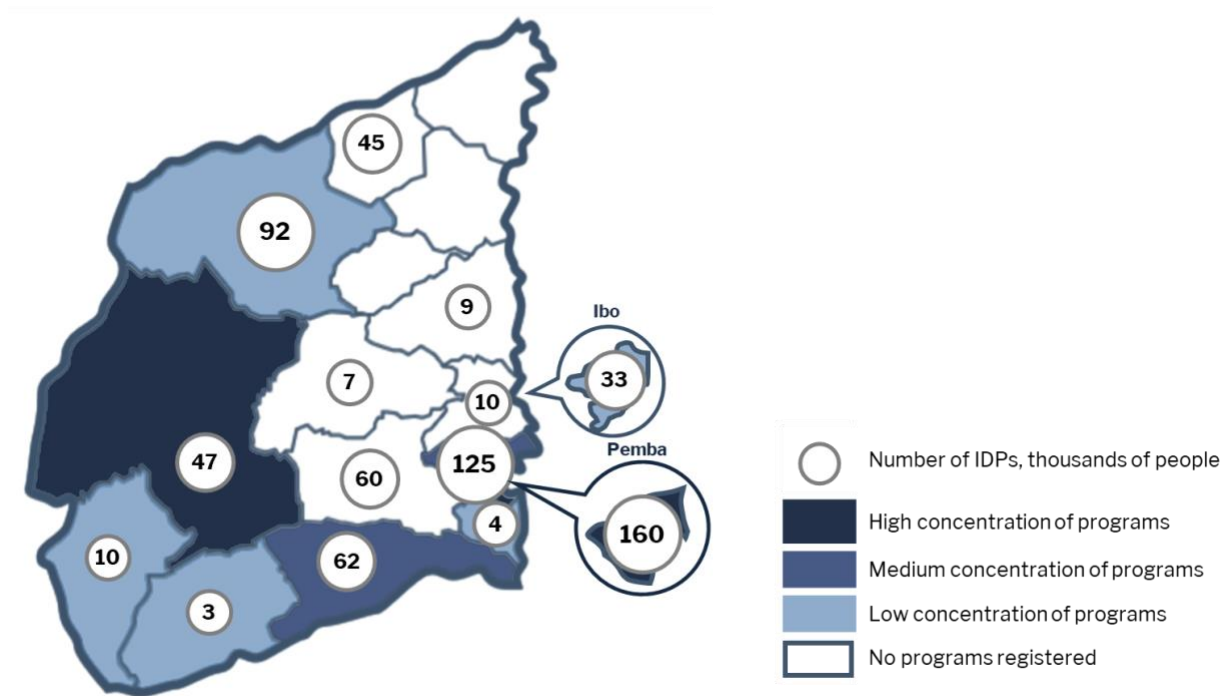 45
92
9
Ibo
33
7
10
Pemba
125
47
60
160
4
10
62
3
Number of IDPs, thousands of people
High concentration of programs
Medium concentration of programs
Low concentration of programs
No programs registered